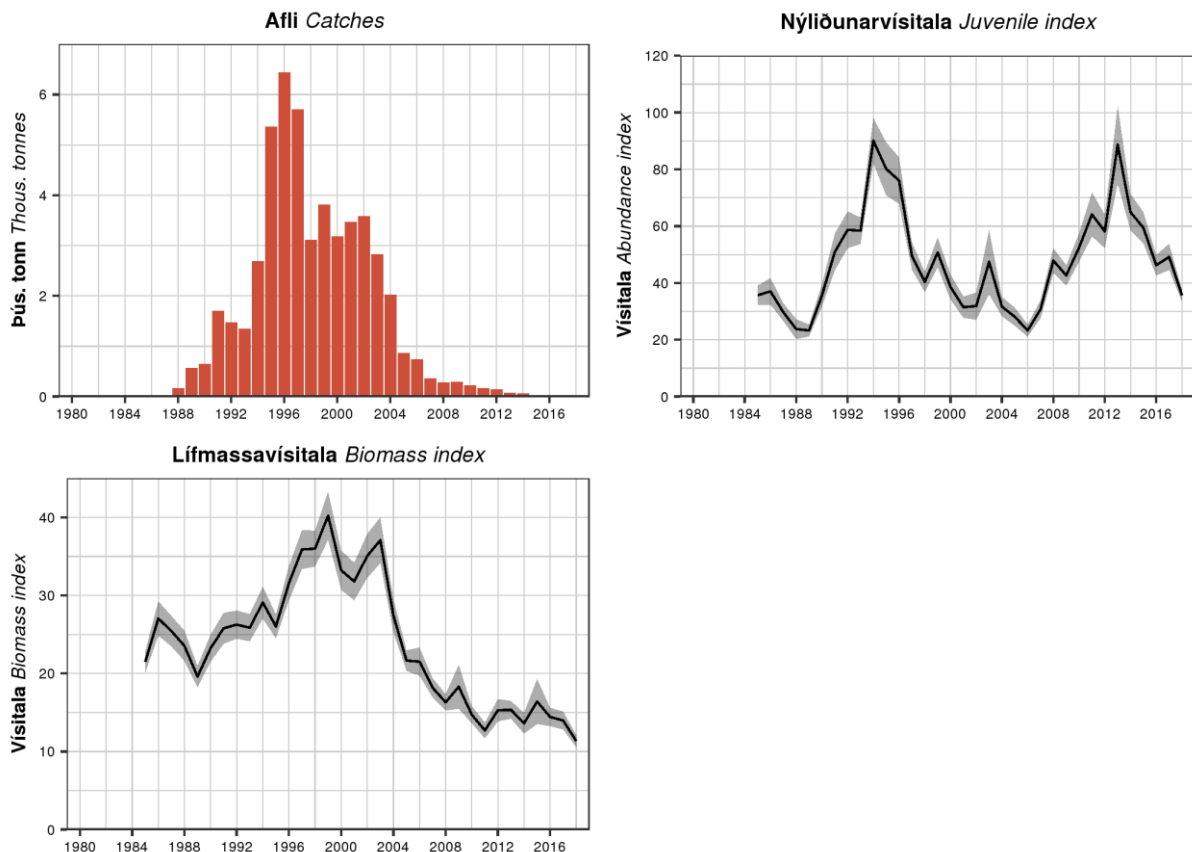 Afli Catches
Þús. tonn Thous. tonnes
6
4
2
0
1980 1984 1988 1992 1996 2000 2004 2008 2012 2016
Nýliðunarvísitala Juvenile index
Vísitala Abundance index
120
100
80
60
40
20
0
1980 1984 1988 1992 1996 2000 2004 2008 2012 2016
Lífmassavísitala Biomass index
Vísitala Biomass index
40
30
20
10
0
1980 1984 1988 1992 1996 2000 2004 2008 2012 2016